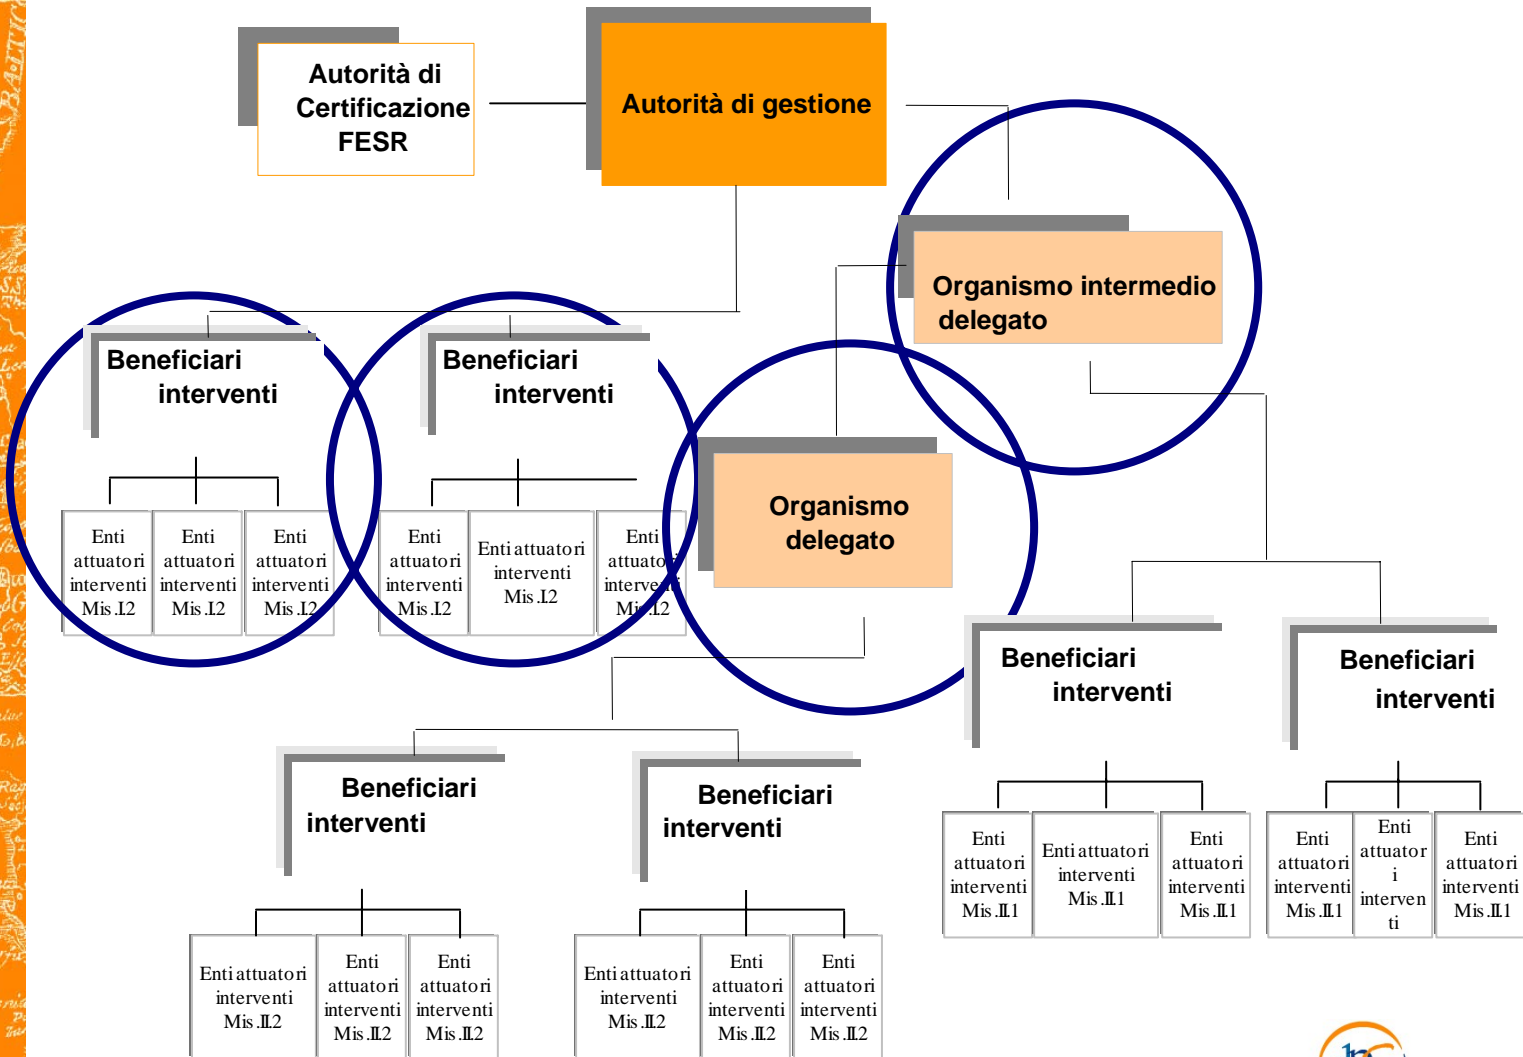 Autorità di
Certificazione
FESR
Autorità di gestione
Organismo intermedio
delegato
Beneficiari
interventi
Beneficiari
interventi
Organismo
delegato
Enti
attuatori
interventi
Mis.I.2
Enti
attuatori
interventi
Mis.I.2
Enti
attuatori
interventi
Mis.I.2
Enti
attuatori
interventi
Mis.I.2
Enti attuatori
interventi
Mis.I.2
Enti
attuatori
interventi
Mis.I.2
Beneficiari
interventi
Beneficiari
interventi
Beneficiari
interventi
Beneficiari
interventi
Enti
attuatori
interventi
Mis.II.1
Enti attuatori
interventi
Mis.II.1
Enti
attuatori
interventi
Mis.II.1
Enti
attuatori
interventi
Mis.II.1
Enti
attuator
i
interven
ti
Enti
attuatori
interventi
Mis.II.1
Enti attuatori
interventi
Mis.II.2
Enti
attuatori
interventi
Mis.II.2
Enti
attuatori
interventi
Mis.II.2
Enti attuatori
interventi
Mis.II.2
Enti
attuatori
interventi
Mis.II.2
Enti
attuatori
interventi
Mis.II.2